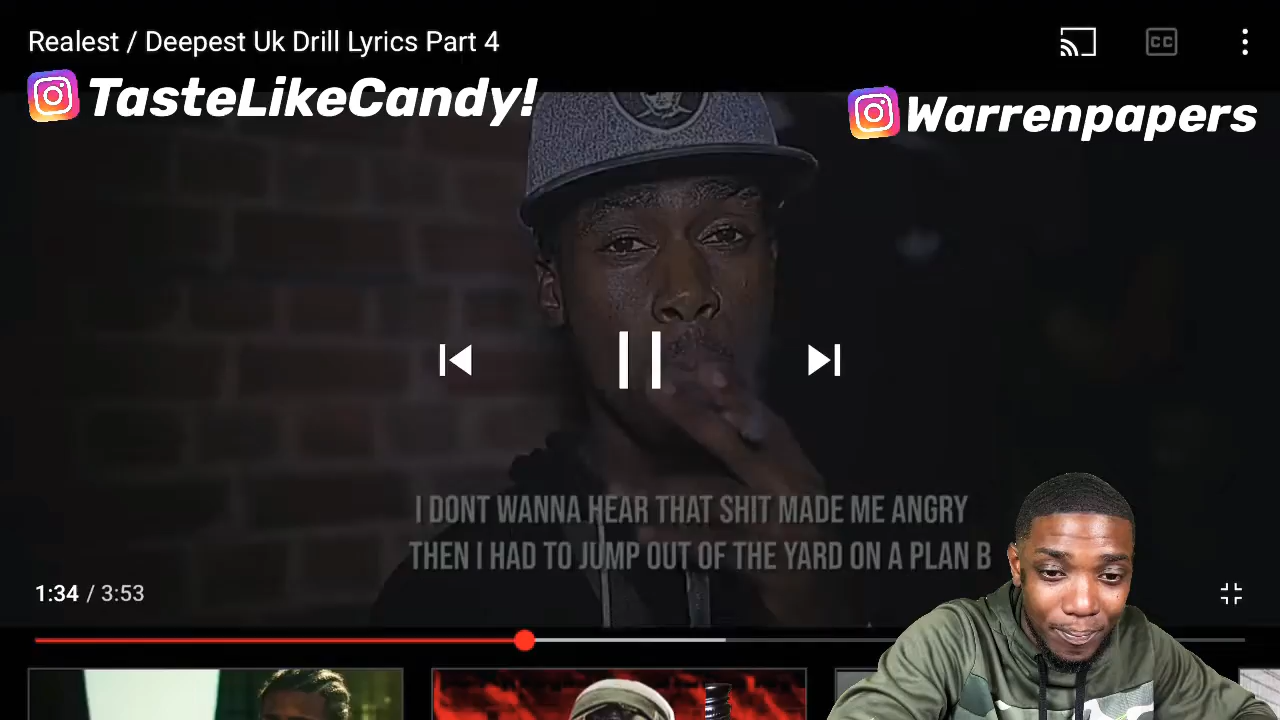 Realest / Deepest Uk Drill Lyrics Part 4
CC
TasteLikeCandy!
Warrenpapers
I DONT WANNA HEAR THAT SHIT MADE ME ANGRY
THEN I HAD TO JUMP OUT OF THE YARD ON A PLAN B
1:34 / 3:53